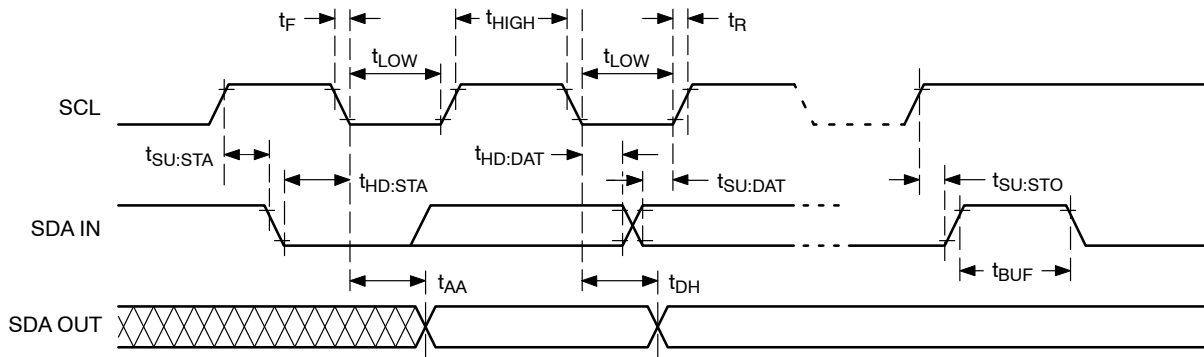 tF
tHIGH
tR
tLOW
tLOW
SCL
tSU:STA
tHD:STA
tHD:DAT
tSU:DAT
tSU:STO
SDA IN
tBUF
tAA
tDH
SDA OUT